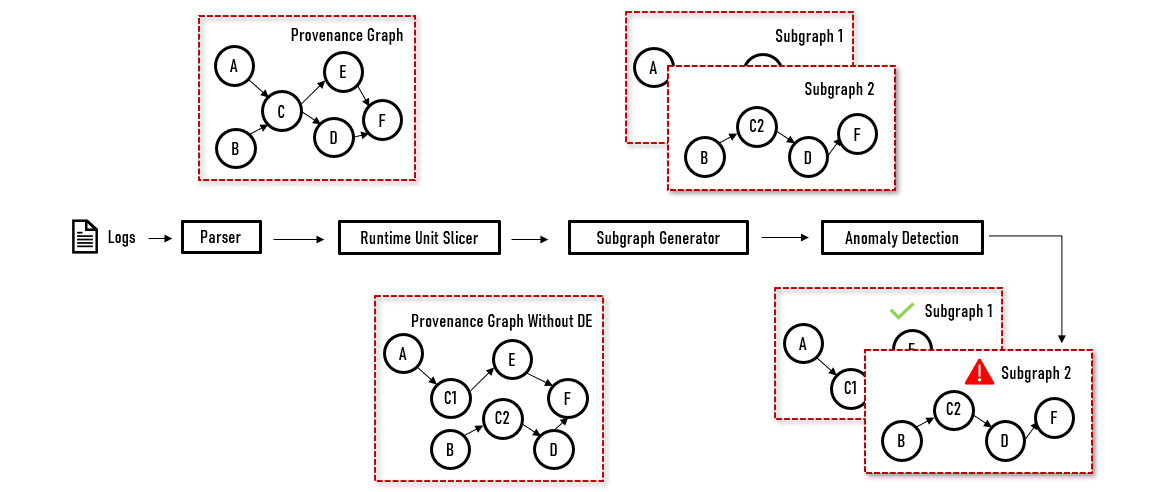 Provenance Graph
A
E
C
F
B
D
Subgraph 1
A
Subgraph 2
C2
F
B
D
Logs
Parser
Runtime Unit Slicer
Subgraph Generator
Anomaly Detection
Provenance Graph Without DE
A
E
C1
F
C2
B
D
Subgraph 1
A
E
C1
Subgraph 2
C2
F
B
D